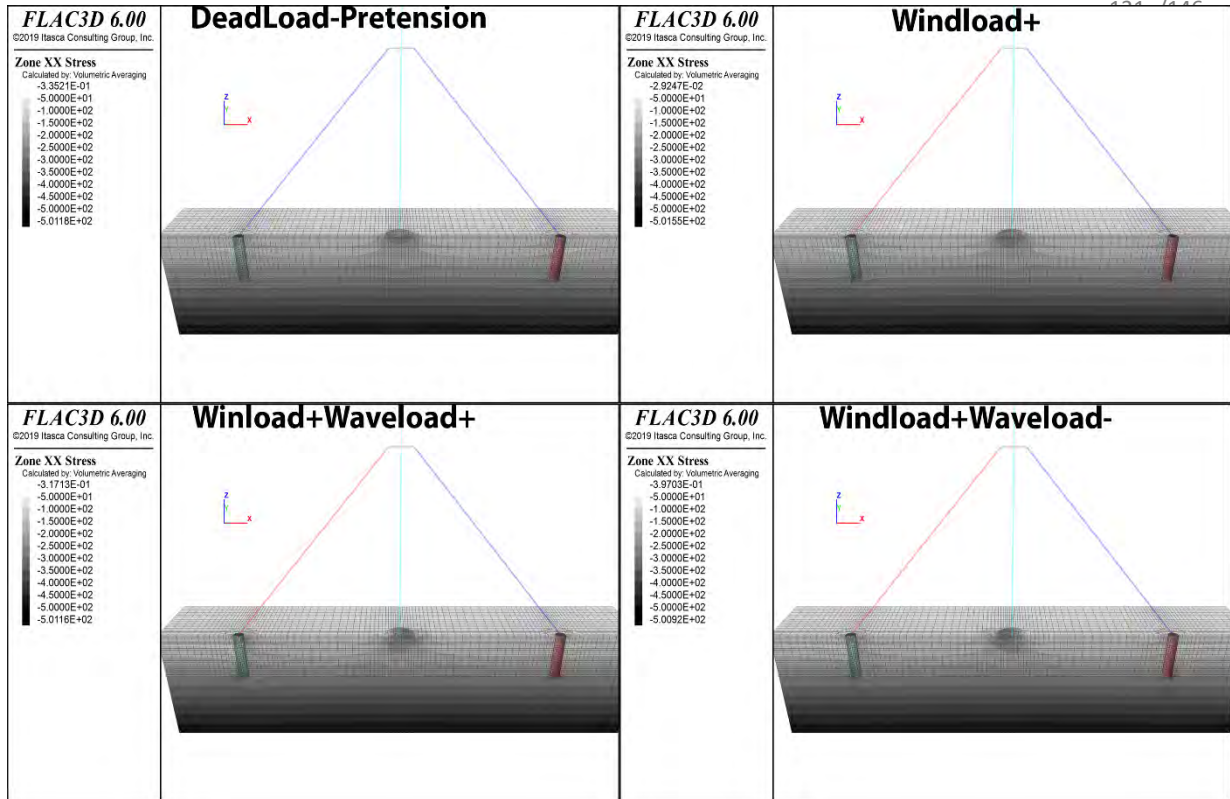 121 /146
FLAC3D 6.00
©2019 Itasca Consulting Group, Inc.
Zone XX Stress
Calculated by: Volumetric Averaging
-3.3521E-01
-5.0000E+01
-1.0000E+02
-1.5000E+02
-2.0000E+02
-2.5000E+02
-3.0000E+02
-3.5000E+02
-4.0000E+02
-4.5000E+02
-5.0000E+02
-5.0118E+02
DeadLoad-Pretension
Z
Y
X
FLAC3D 6.00
©2019 Itasca Consulting Group, Inc.
Zone XX Stress
Calculated by: Volumetric Averaging
-2.9247E-02
-5.0000E+01
-1.0000E+02
-1.5000E+02
-2.0000E+02
-2.5000E+02
-3.0000E+02
-3.5000E+02
-4.0000E+02
-4.5000E+02
-5.0000E+02
-5.0155E+02
Windload+
Z
Y
X
FLAC3D 6.00
©2019 Itasca Consulting Group, Inc.
Zone XX Stress
Calculated by: Volumetric Averaging
-3.1713E-01
-5.0000E+01
-1.0000E+02
-1.5000E+02
-2.0000E+02
-2.5000E+02
-3.0000E+02
-3.5000E+02
-4.0000E+02
-4.5000E+02
-5.0000E+02
-5.0116E+02
Winload+Waveload+
Z
Y
X
FLAC3D 6.00
©2019 Itasca Consulting Group, Inc.
Zone XX Stress
Calculated by: Volumetric Averaging
-3.9703E-01
-5.0000E+01
-1.0000E+02
-1.5000E+02
-2.0000E+02
-2.5000E+02
-3.0000E+02
-3.5000E+02
-4.0000E+02
-4.5000E+02
-5.0000E+02
-5.0092E+02
Windload+Waveload-
Z
Y
X